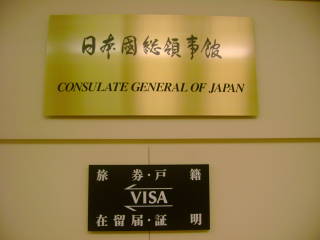 日本國総領事館
CONSULATE GENERAL OF JAPAN
旅券·戸籍
VISA
在留届·証明